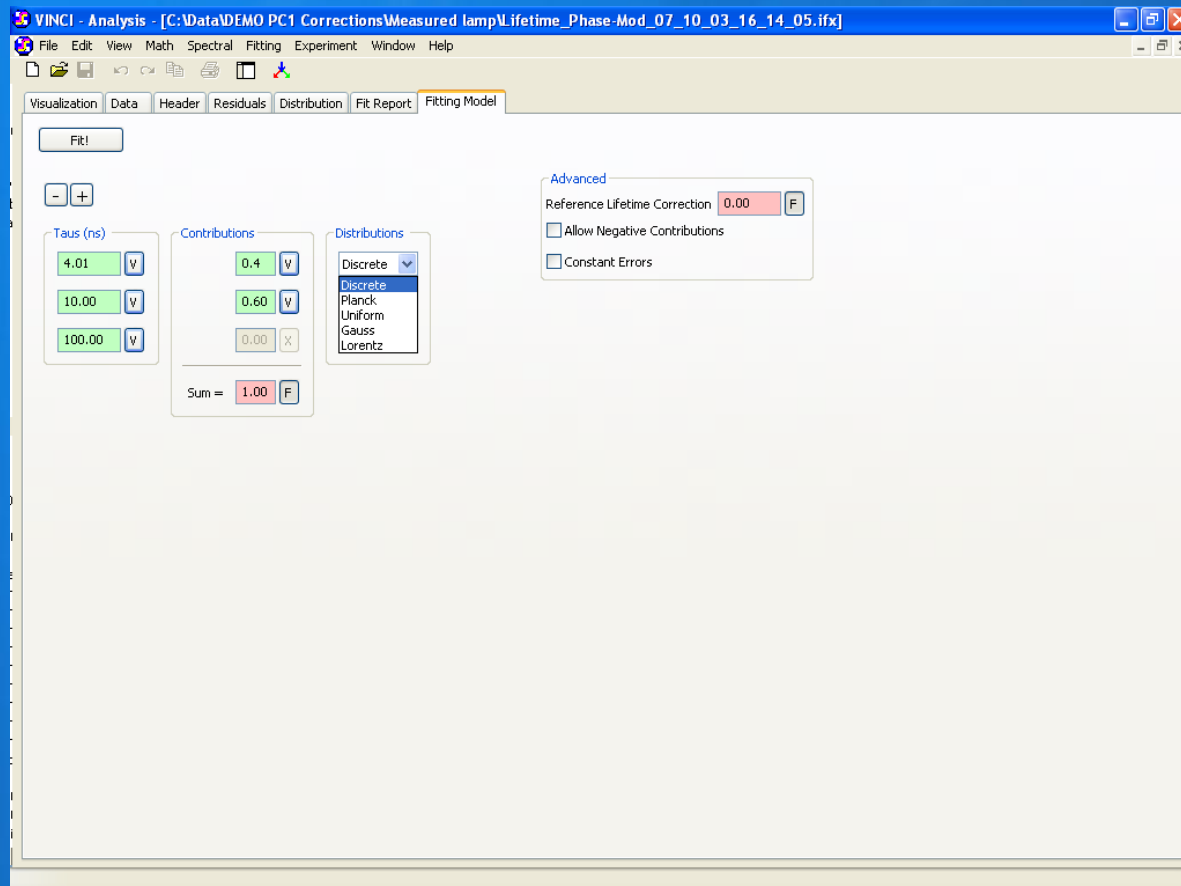 VINCI - Analysis - [C:\Data\DEMO PC1 Corrections\Measured lamp\Lifetime_Phase-Mod_07_10_03_16_14_05.ifx]
File Edit View Math Spectral Fitting Experiment Window Help
Visualization Data Header Residuals Distribution Fit Report Fitting Model
Fit!
- +
Advanced
Reference Lifetime Correction 0.00 F
Allow Negative Contributions
Constant Errors
Taus (ns)
4.01 V
10.00 V
100.00 V
Contributions
0.4 V
0.60 V
0.00 X
Sum = 1.00 F
Distributions
Discrete
Discrete
Planck
Uniform
Gauss
Lorentz